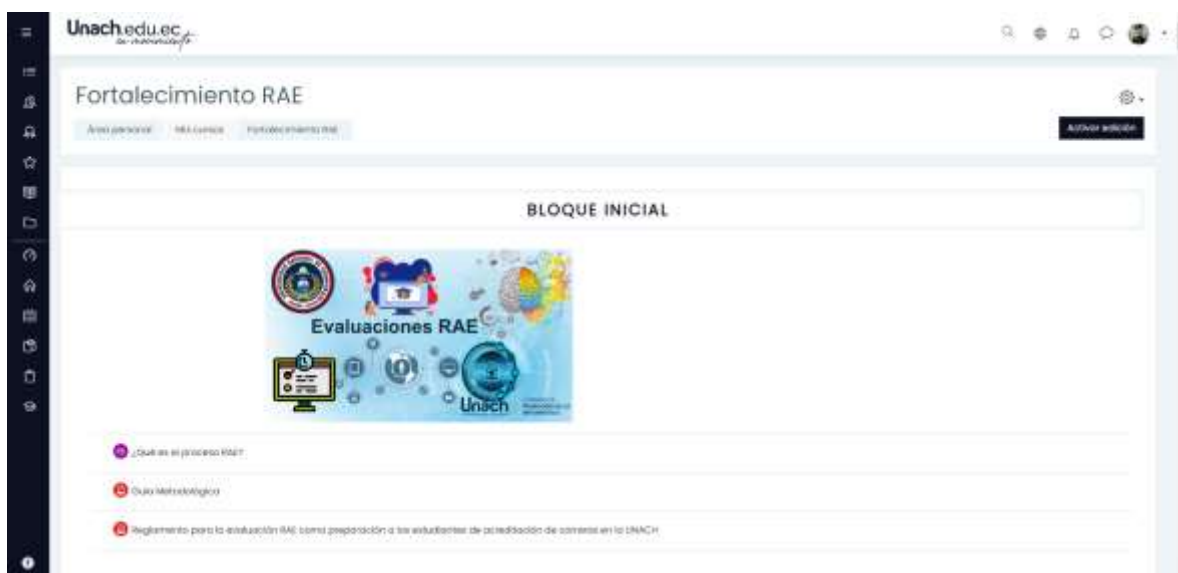 Unach.edu.ec
en movimiento
Fortalecimiento RAE
Área personal Mis cursos Fortalecimiento RAE
Activar edición
BLOQUE INICIAL
Evaluaciones RAE
Unach
¿Qué es el proceso RAE?
Guía Metodológica
Reglamento para la evaluación RAE como preparación a los estudiantes de acreditación de carreras en la UNACH